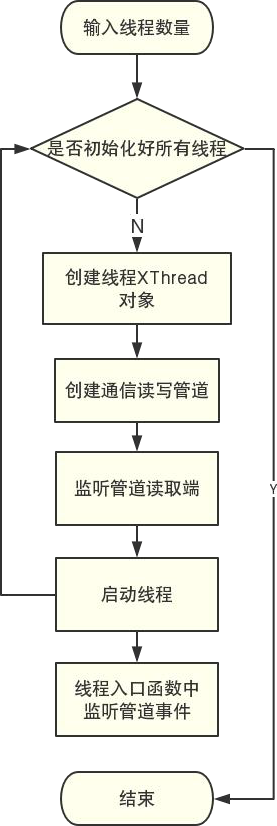 输入线程数量
是否初始化好所有线程
N
创建线程XThread
对象
创建通信读写管道
监听管道读取端
Y
启动线程
线程入口函数中
监听管道事件
结束